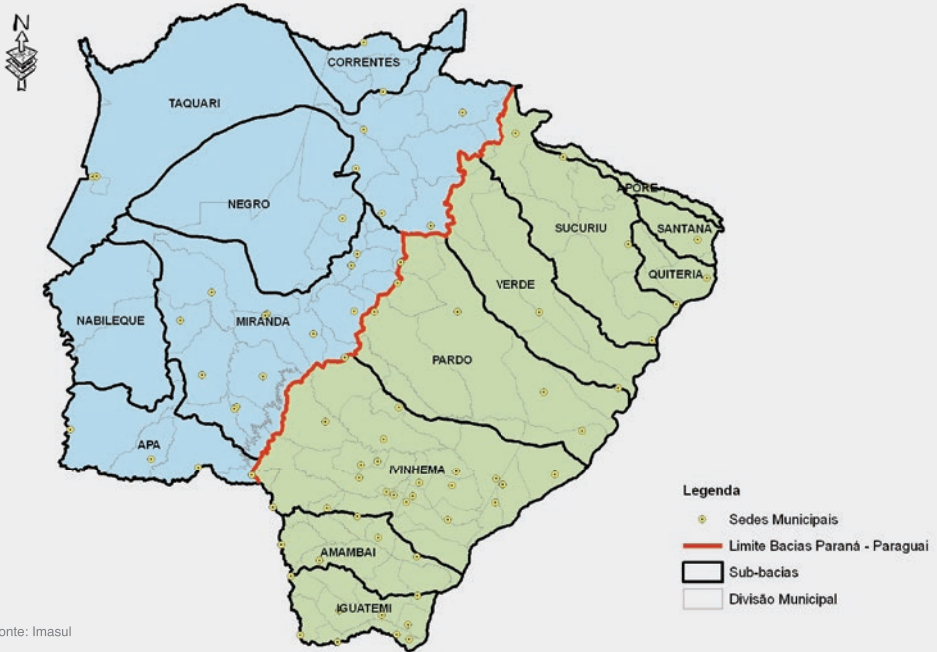 N
CORRENTES
TAQUARI
NEGRO
APORE
SUCURIU
SANTANA
QUITERIA
VERDE
NABILEQUE
MIRANDA
PARDO
APA
IVINHEMA
AMAMBAI
IGUATEMI
Legenda
Sedes Municipais
Limite Bacias Paraná - Paraguai
Sub-bacias
Divisão Municipal
onte: Imasul